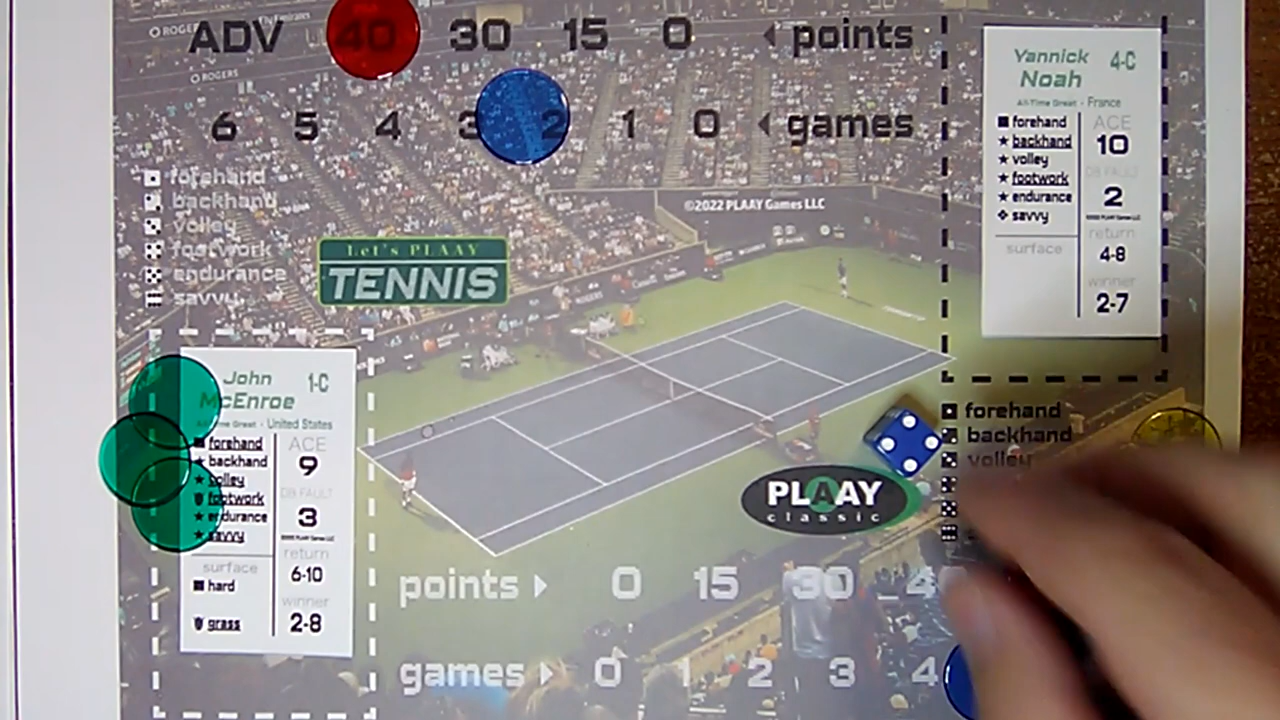 ROGERS
ADV 40 30 15 0 points
6 5 4 3 2 1 0 games
ROGERS
forehand
backhand
volley
footwork
endurance
savvy
Let's PLAAY
TENNIS
©2022 PLAAY Games LLC
Yannick
Noah
4-C
All-Time Great - France
forehand
backhand
volley
footwork
endurance
savvy
surface
ACE
10
DB FAULT
2
return
4-8
winner
2-7
John
McEnroe
1-C
Great - United States
forehand
backhand
volley
footwork
endurance
savvy
surface
hard
grass
ACE
9
DB FAULT
3
return
6-10
winner
2-8
forehand
backhand
volley
PLAAY
classic
points 0 15 30 4
games 0 1 2 3 4